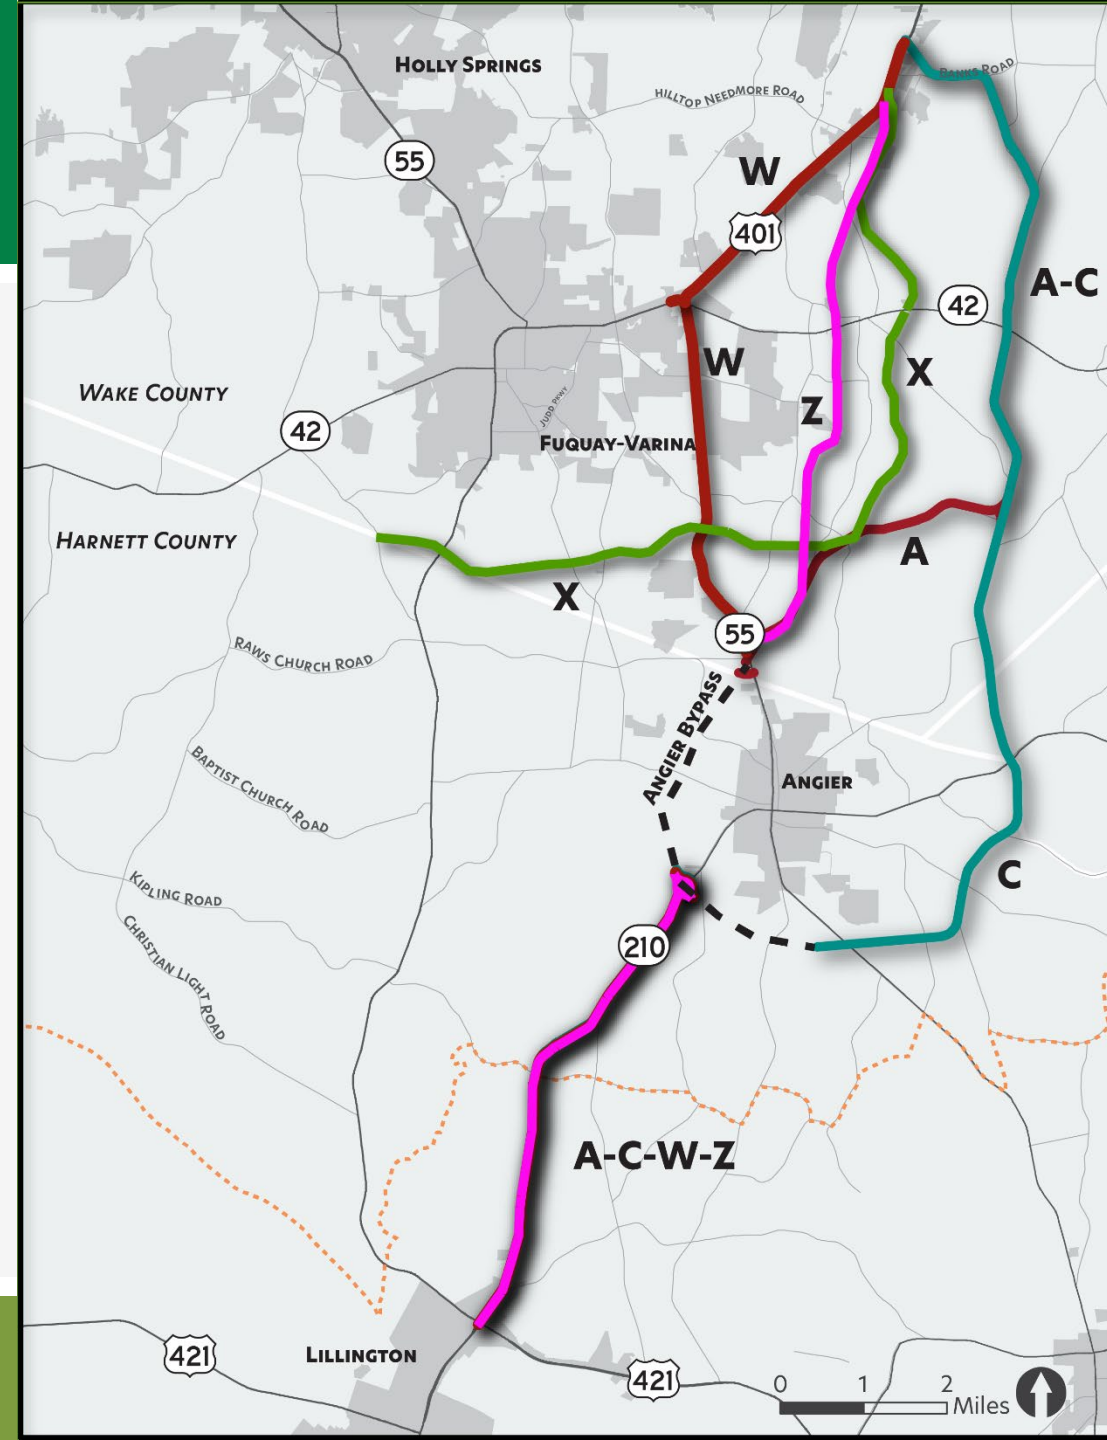 HOLLY SPRINGS
BANKS ROAD
HILLTOP NEEDMORE ROAD
55
W
401
A-C
42
W
X
WAKE COUNTY
Z
42
JUDD PKWY
FUQUAY-VARINA
HARNETT COUNTY
A
X
55
RAWS CHURCH ROAD
ANGIER BYPASS
ANGIER
BAPTIST CHURCH
ROAD
C
KIPLING ROAD
CHRISTIAN LIGHT
ROAD
210
A-C-W-Z
LILLINGTON
421
421
0 1 2
Miles